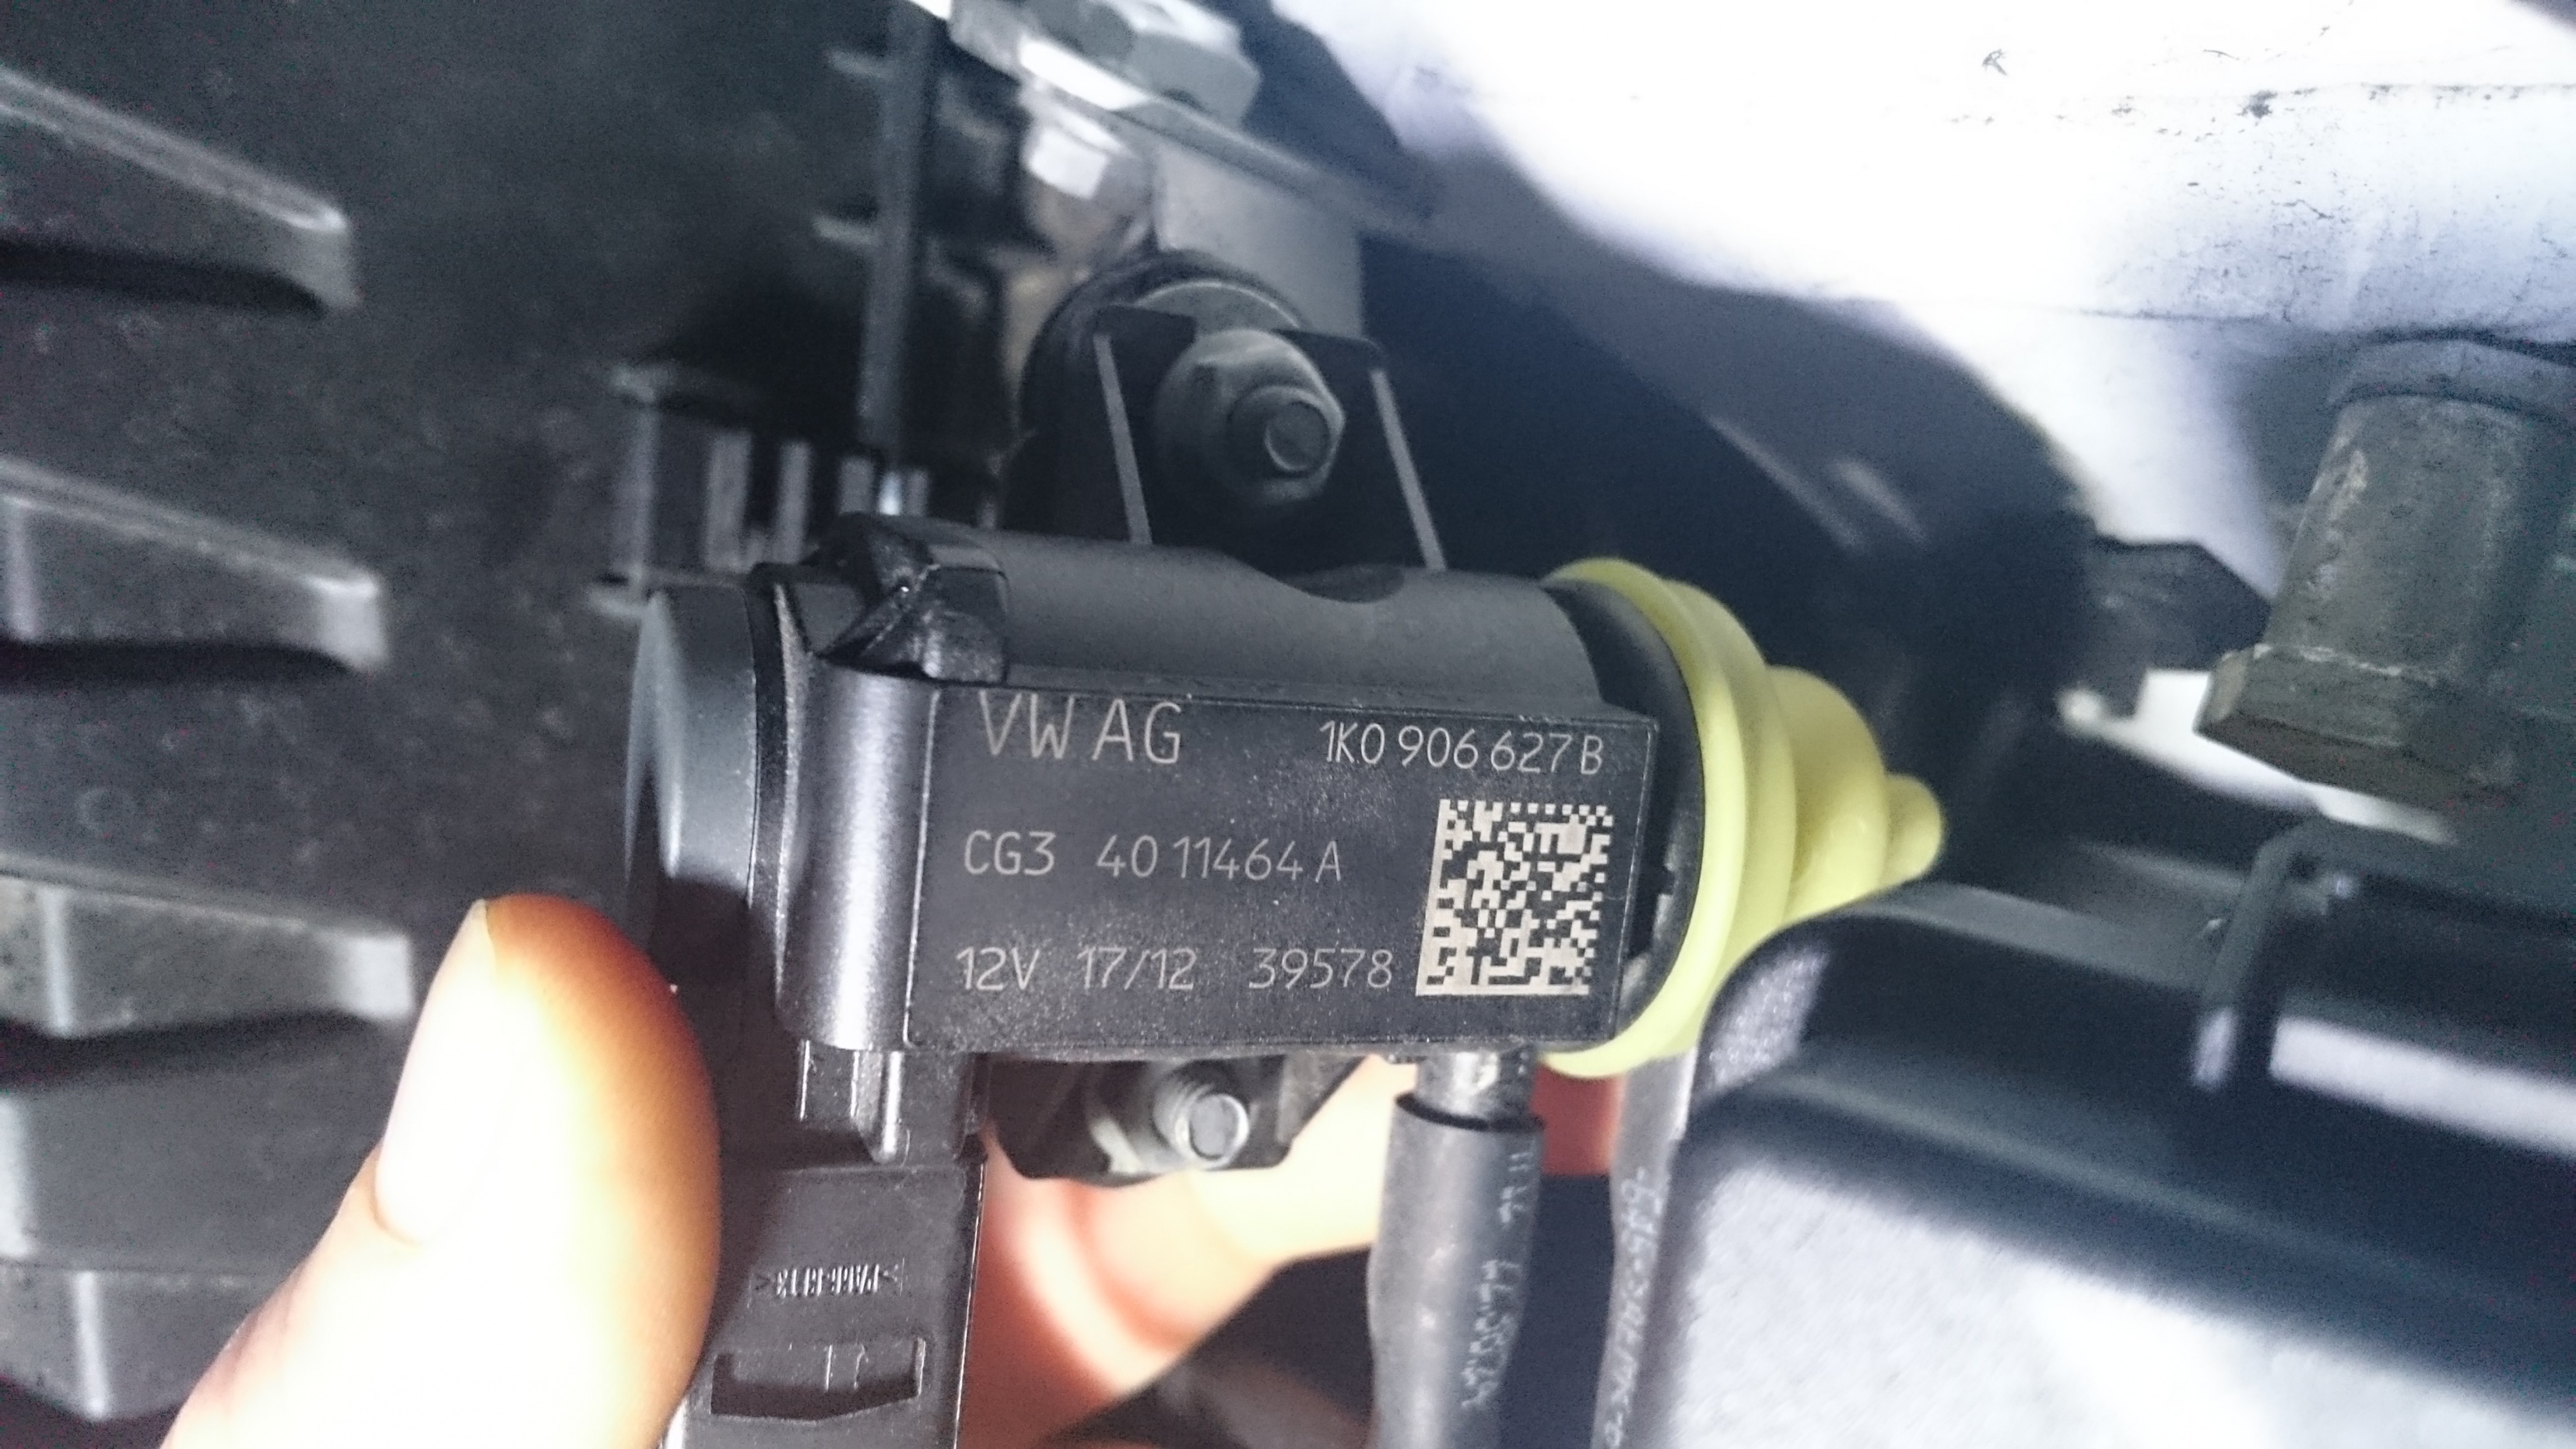 VW AG 1K0 906 627 B
CG3 40 11464 A
12V 17/12 39578